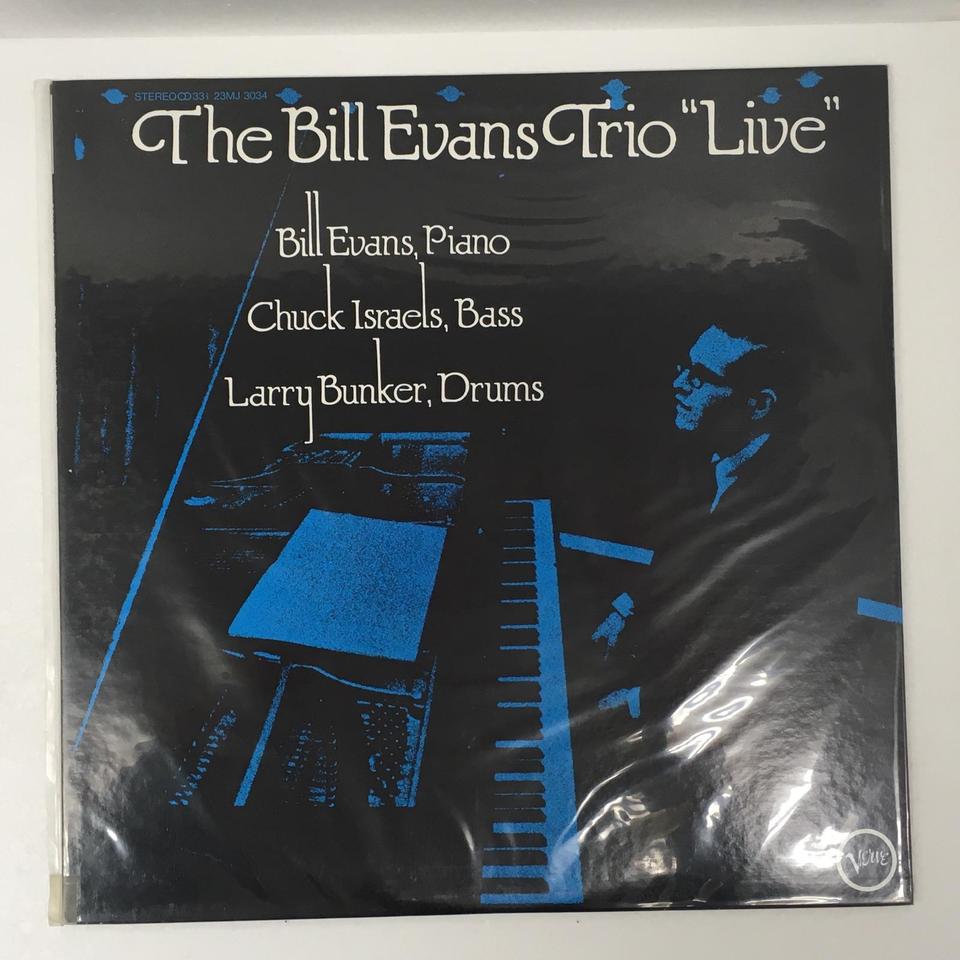 STEREO 33⅓ 23MJ 3034
The Bill Evans Trio "Live"
Bill Evans, Piano
Chuck Israels, Bass
Larry Bunker, Drums
Verve